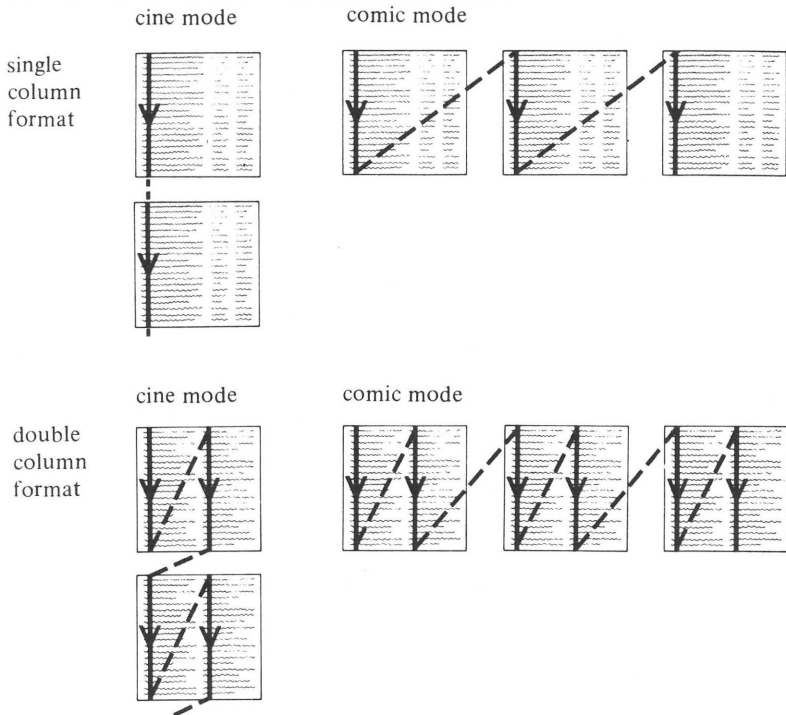 cine mode
comic mode
single
column
format
cine mode
comic mode
double
column
format